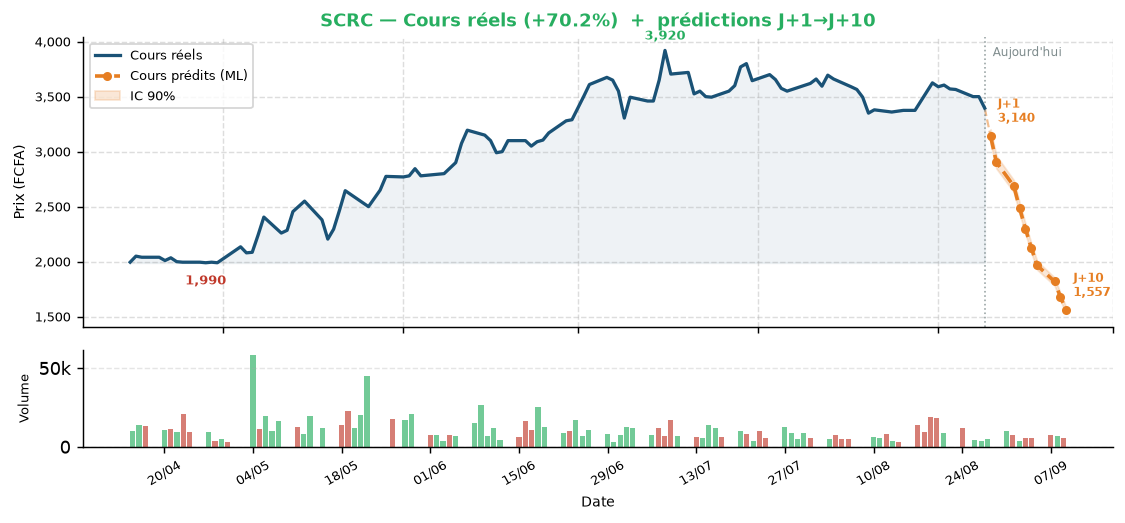 SCRC — Cours réels (+70.2%)  +  prédictions J+1→J+10
3,920
4,000
3,500
3,000
2,500
2,000
1,500
Prix (FCFA)
Cours réels
Cours prédits (ML)
IC 90%
Aujourd'hui
J+1
3,140
1,990
J+10
1,557
50k
0
Volume
20/04
04/05
18/05
01/06
15/06
29/06
13/07
27/07
10/08
24/08
07/09
Date